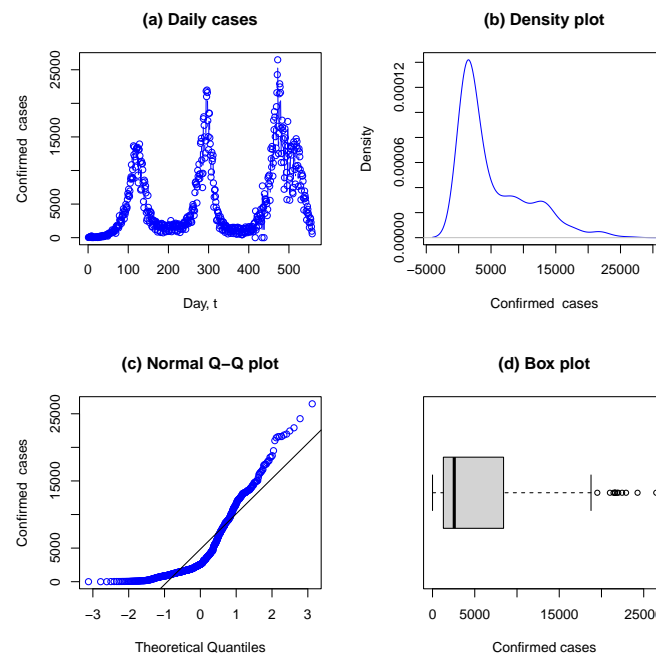 (a) Daily cases
Confirmed cases
0
5000
15000
25000
0 100 200 300 400 500
Day, t
(b) Density plot
Density
0.00000
0.00006
0.00012
−5000 5000 15000 25000
Confirmed cases
(c) Normal Q−Q plot
Confirmed cases
0
5000
15000
25000
−3 −2 −1 0 1 2 3
Theoretical Quantiles
(d) Box plot
0 5000 15000 25000
Confirmed cases